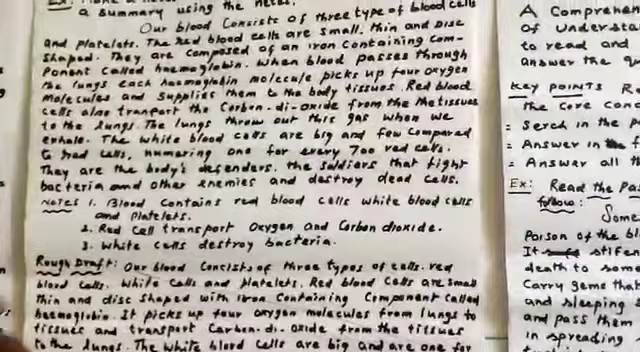 a summary using the notes.
Our blood consists of three type of blood cells
and platelets. The Red blood cells are small, thin and Disc
shaped. They are composed of an iron containing com-
ponent called haemoglobin. When blood passes through
the lungs each haemoglobin molecule picks up four oxygen
molecules and supplies them to the body tissues. Red blood
cells also tranport the Corbon-di-oxide from the tissues
to the lungs. The lungs throw out this gas when we
exhale. The white blood cells are big and few compared
to red cells, numering one for every 700 red cells.
They are the body's defenders. the soldiers that fight
bacteria and other enemies and destroy dead cells.
Notes 1. Blood contains red blood cells white blood cells
and platelets.
2. Red cell transport oxygen and Corbon dioxide.
3. White cells destroy bacteria.
Rough Draft: Our blood Consists of three types of cells. red
blood cells. White cells and platelets. Red blood cells are small
thin and disc shaped with iron Containing Component called
haemoglobin. It picks up four oxygen molecules from lungs to
tissues and transport Carbon-di-oxide from the tissues
to the lungs. The white blood cells are big and are one for
A Comprehen
of Understa
to read and
answer the qu
Key points R
the core conc
: Serch in the p
: Answer in the f
: Answer all t
Ex: Read the Pas
follow:
Some
Poison of the bl
It stifen
death to som
Carry gems that
and sleeping
and pass them
in spreading